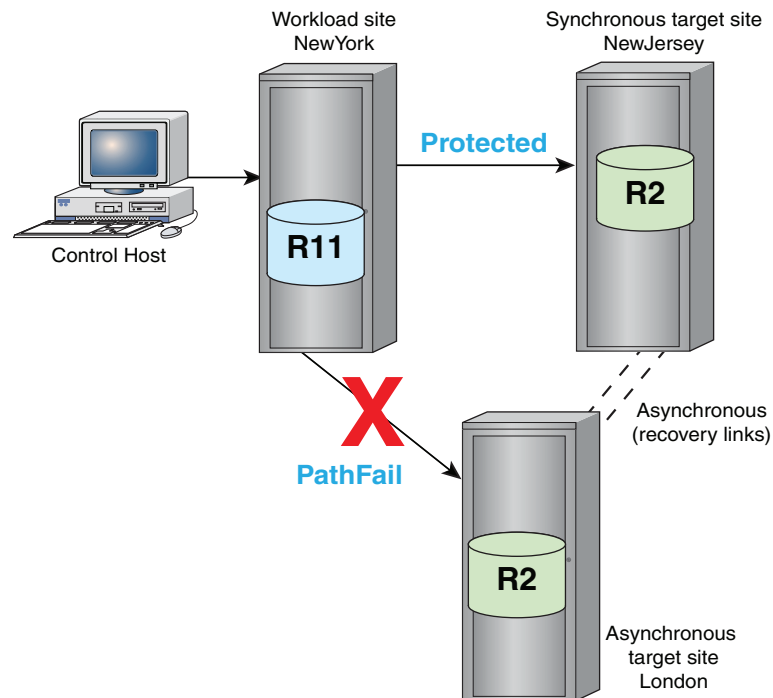 Workload site
NewYork
Synchronous target site
NewJersey
Protected
R2
R11
Control Host
Asynchronous
(recovery links)
PathFail
R2
Asynchronous
target site
London